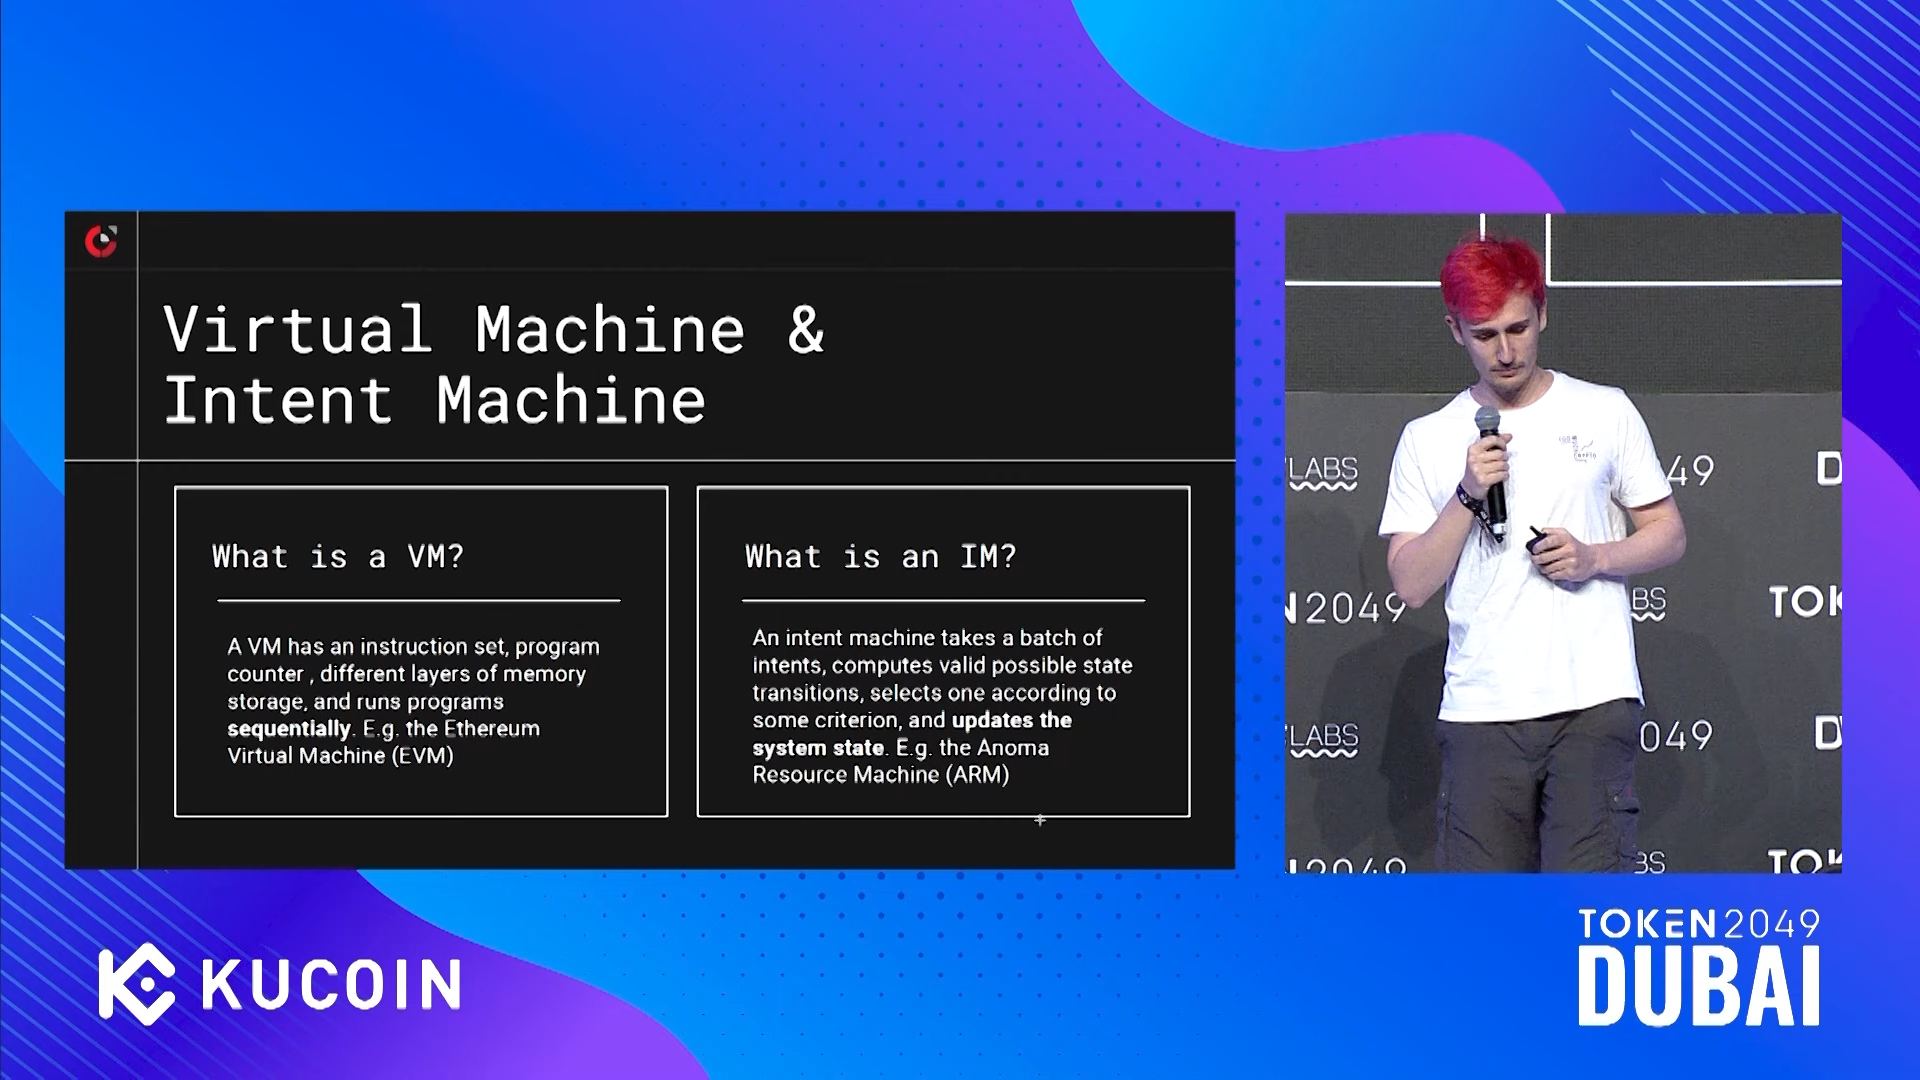 Virtual Machine &
Intent Machine
What is a VM?
A VM has an instruction set, program
counter , different layers of memory
storage, and runs programs
sequentially. E.g. the Ethereum
Virtual Machine (EVM)
What is an IM?
An intent machine takes a batch of
intents, computes valid possible state
transitions, selects one according to
some criterion, and updates the
system state. E.g. the Anoma
Resource Machine (ARM)
LABS
49
D
N2049
BS
TOK
LABS
049
D
2049
BS
TOK
KUCOIN
TOKEN2049
DUBAI